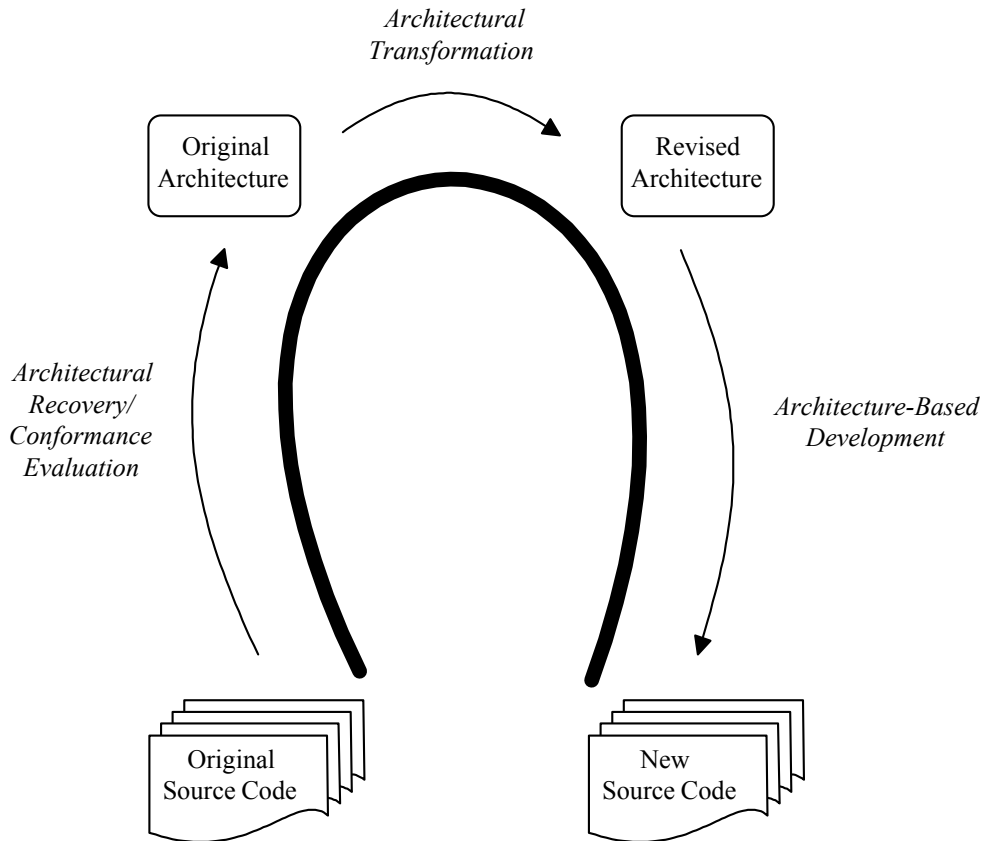 Architectural
Transformation
Original
Architecture
Revised
Architecture
Architectural
Recovery/
Conformance
Evaluation
Architecture-Based
Development
Original
Source Code
New
Source Code